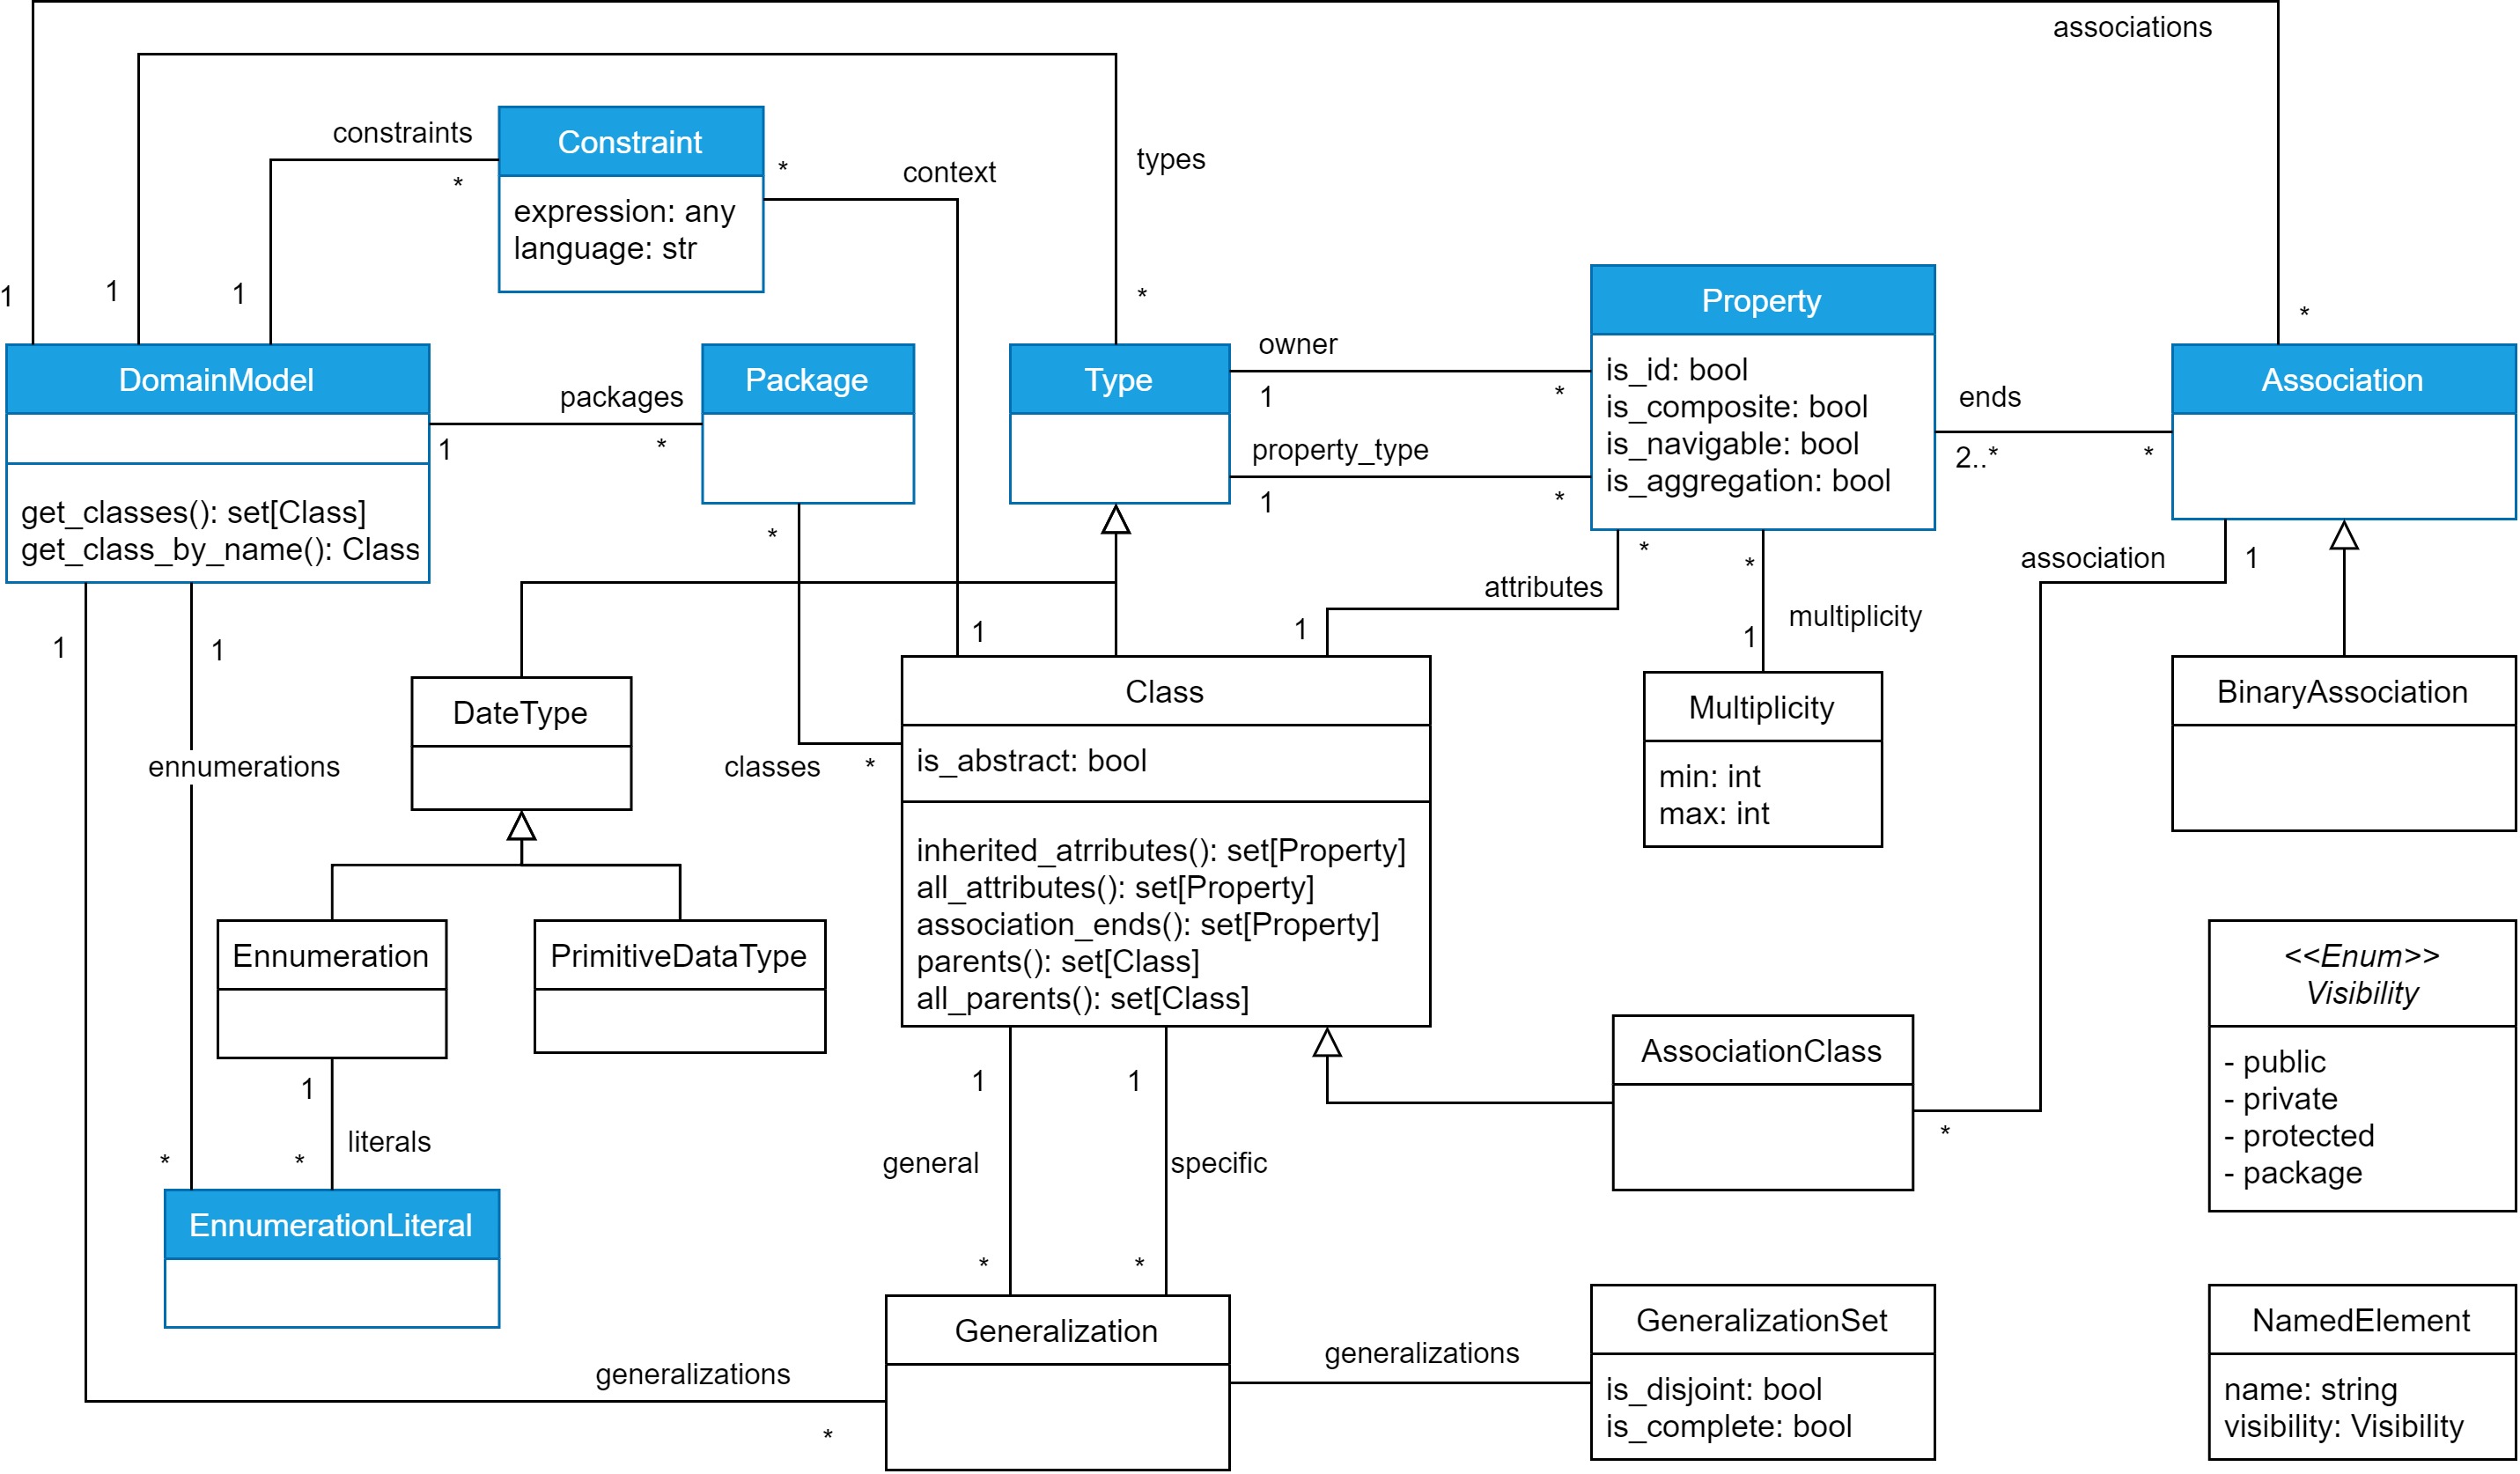 associations
constraints
*
Constraint
expression: any
language: str
*
context
types
1
1
1
*
*
DomainModel
get_classes(): set[Class]
get_class_by_name(): Class
packages
1
*
Package
Type
owner
1
*
property_type
1
*
Property
is_id: bool
is_composite: bool
is_navigable: bool
is_aggregation: bool
ends
2..*
*
Association
*
attributes
*
1
1
*
multiplicity
1
association
1
1
1
ennumerations
DateType
classes
*
Class
is_abstract: bool
inherited_atrributes(): set[Property]
all_attributes(): set[Property]
association_ends(): set[Property]
parents(): set[Class]
all_parents(): set[Class]
Multiplicity
min: int
max: int
BinaryAssociation
Ennumeration
PrimitiveDataType
<<Enum>>
Visibility
- public
- private
- protected
- package
1
literals
*
*
1
1
general
specific
*
*
AssociationClass
*
EnnumerationLiteral
generalizations
*
Generalization
generalizations
GeneralizationSet
is_disjoint: bool
is_complete: bool
NamedElement
name: string
visibility: Visibility